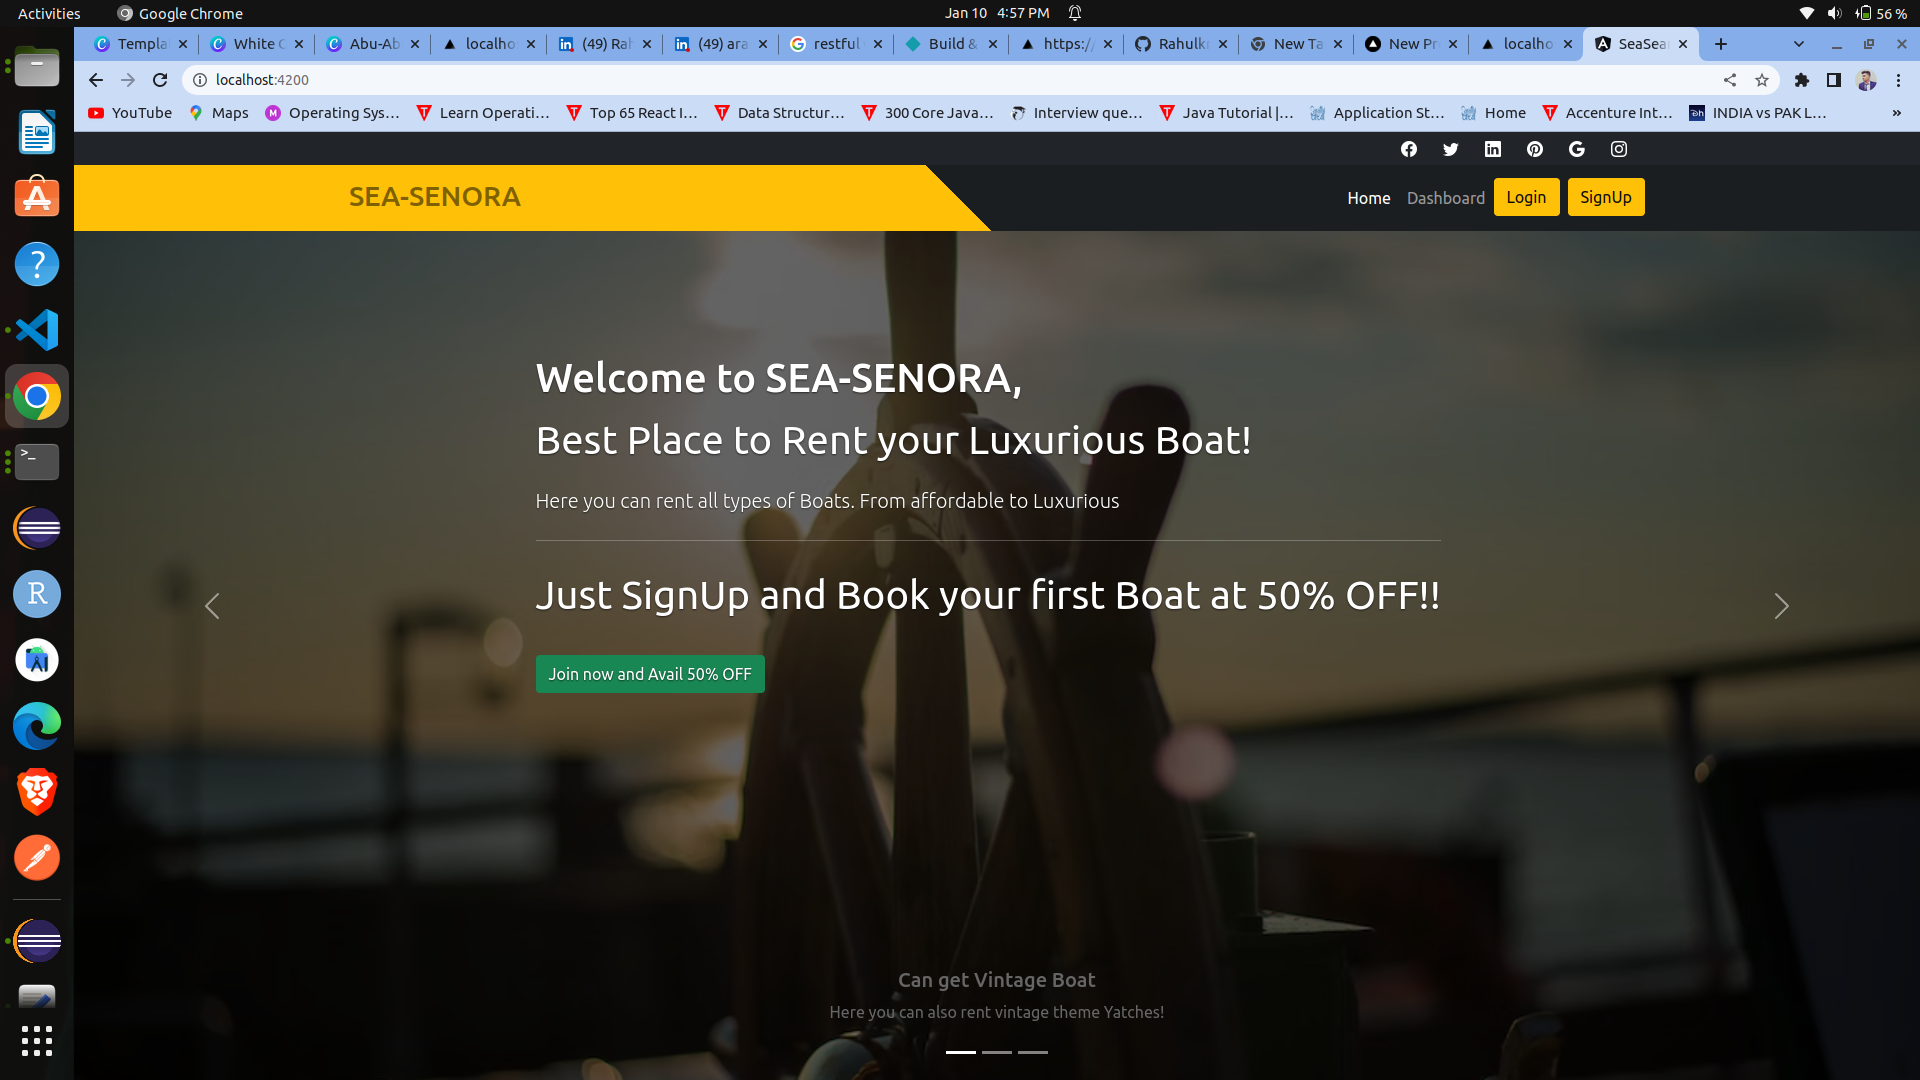 Activities
Google Chrome
Jan 10 4:57 PM
56 %
Templa
White C
Abu-Ab
localho
(49) Rah
(49) ara
restful
Build &
https://
Rahulkr
New Ta
New Pr
localho
SeaSear
localhost:4200
YouTube
Maps
Operating Sys...
Learn Operati...
Top 65 React I...
Data Structur...
300 Core Java...
Interview que...
Java Tutorial |...
Application St...
Home
Accenture Int...
INDIA vs PAK L...
»
SEA-SENORA
Home
Dashboard
Login
SignUp
Welcome to SEA-SENORA,
Best Place to Rent your Luxurious Boat!
Here you can rent all types of Boats. From affordable to Luxurious
Just SignUp and Book your first Boat at 50% OFF!!
Join now and Avail 50% OFF
Can get Vintage Boat
Here you can also rent vintage theme Yatches!